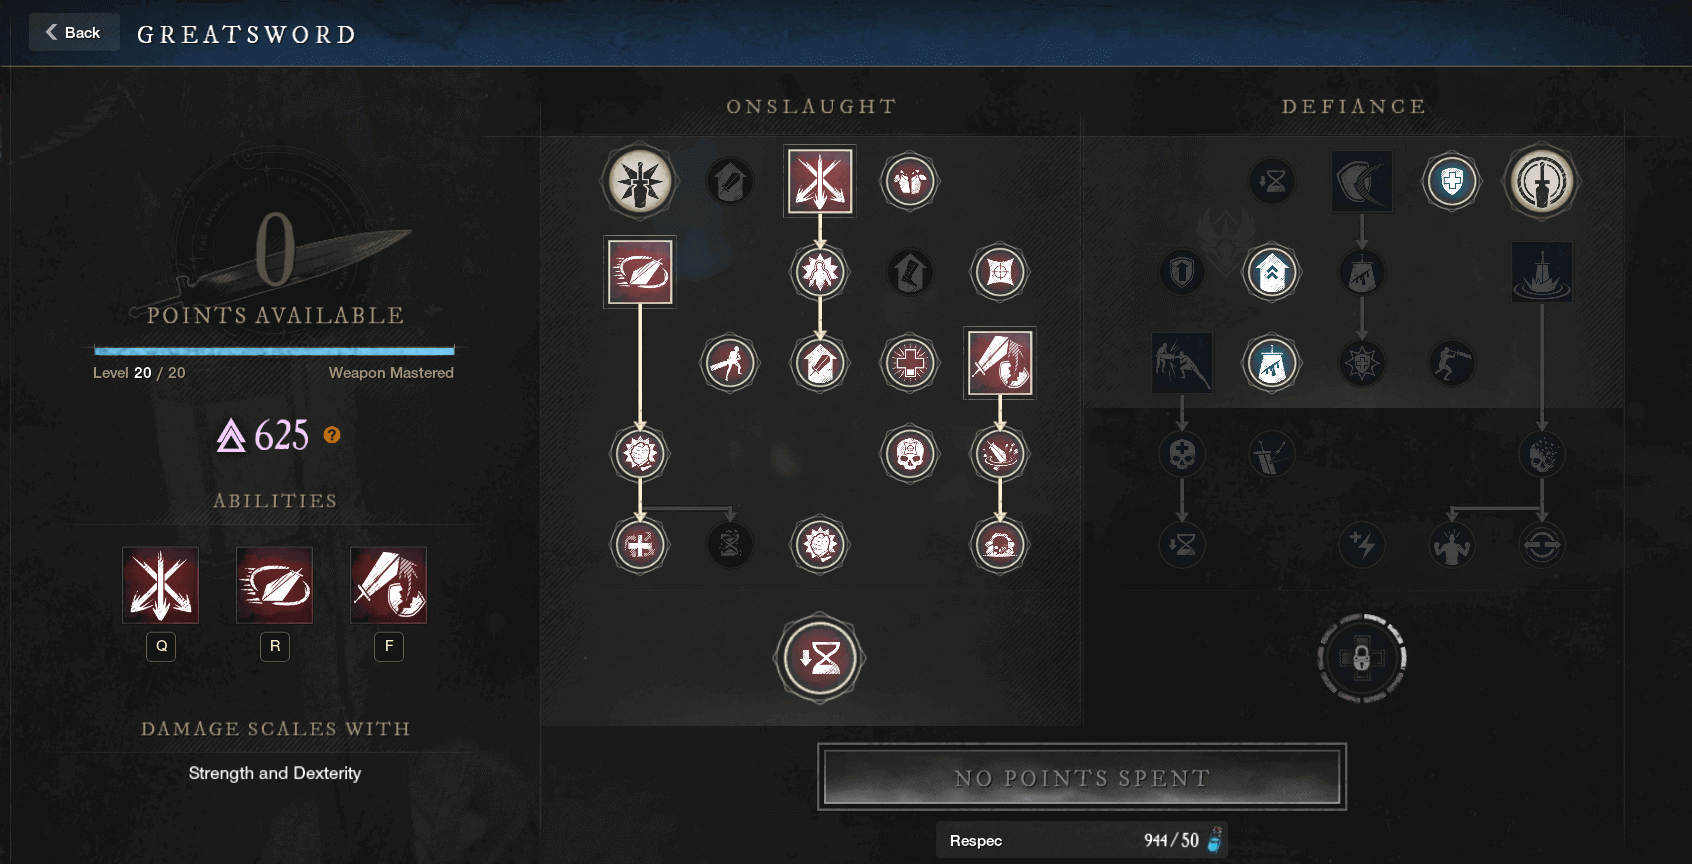 Back
GREATSWORD
ONSLAUGHT
DEFIANCE
0
POINTS AVAILABLE
Level 20 / 20
Weapon Mastered
625 ?
ABILITIES
Q
R
F
DAMAGE SCALES WITH
Strength and Dexterity
NO POINTS SPENT
Respec
944/50